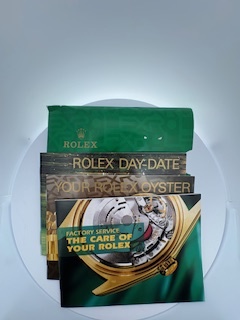 ROLEX
ROLEX DAY-DATE
YOUR ROLEX OYSTER
FACTORY SERVICE
THE CARE OF
YOUR ROLEX